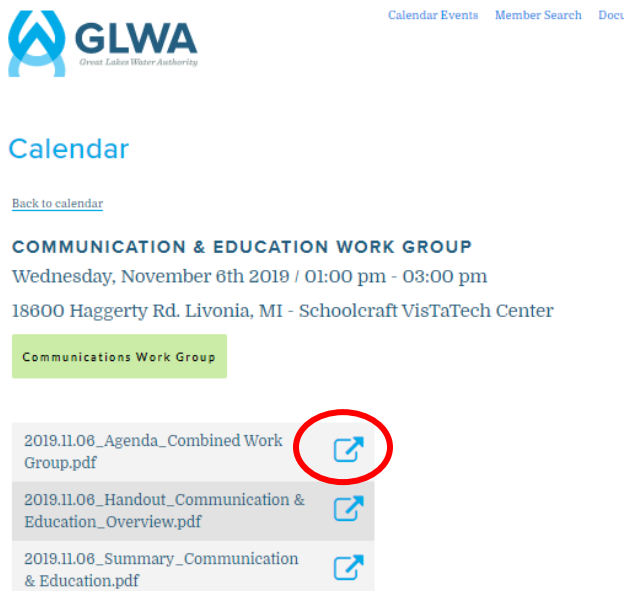 Calendar Events Member Search Docu
GLWA
Great Lakes Water Authority
Calendar
Back to calendar
COMMUNICATION & EDUCATION WORK GROUP
Wednesday, November 6th 2019 / 01:00 pm - 03:00 pm
18600 Haggerty Rd. Livonia, MI - Schoolcraft VisTaTech Center
Communications Work Group
2019.11.06_Agenda_Combined Work
Group.pdf
2019.11.06_Handout_Communication &
Education_Overview.pdf
2019.11.06_Summary_Communication
& Education.pdf